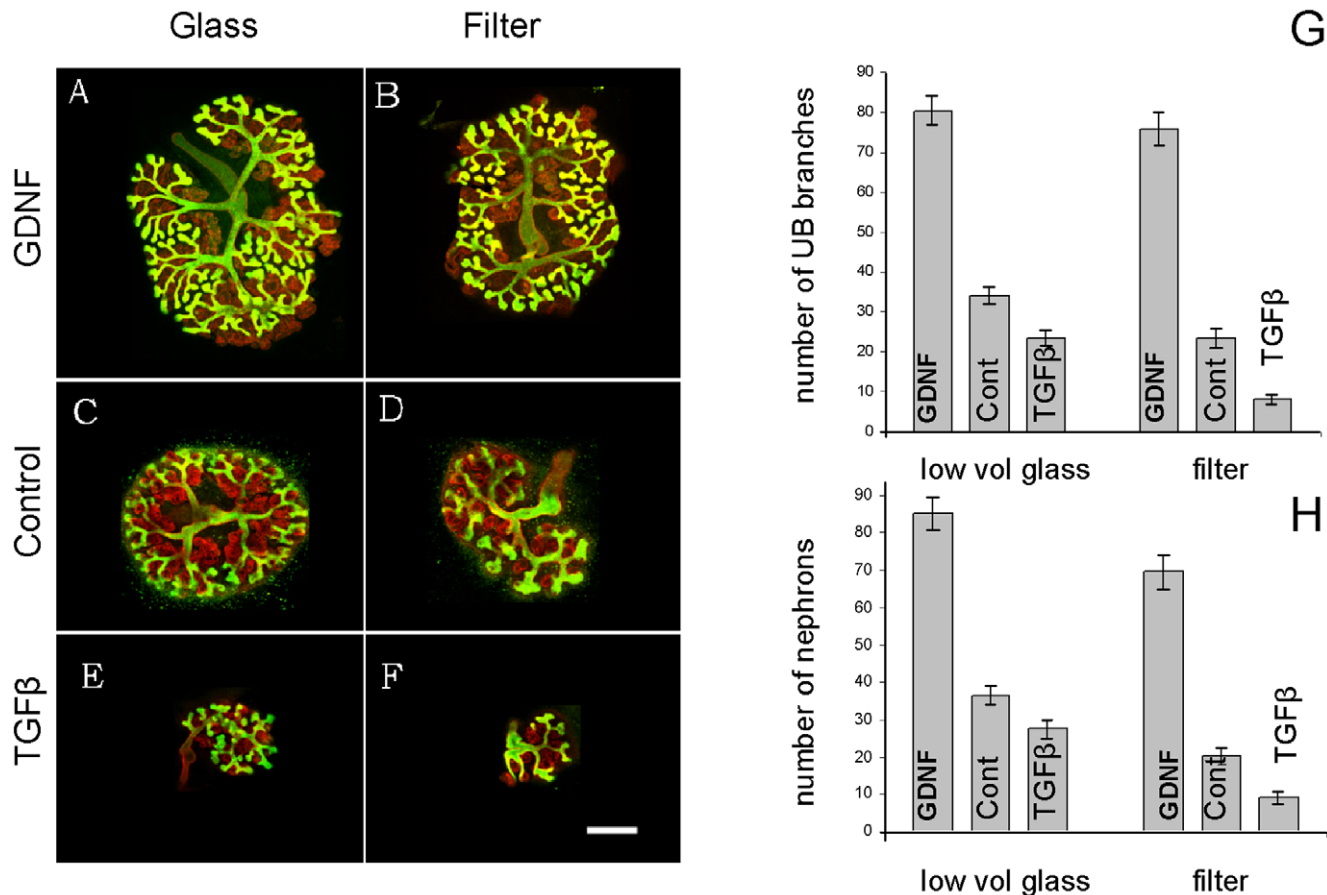 Glass Filter
GDNF
Control
TGFβ
A B
C D
E F
G
number of UB branches
90
80
70
60
50
40
30
20
10
0
GDNF Cont TGFβ GDNF Cont TGFβ
low vol glass filter
H
number of nephrons
90
80
70
60
50
40
30
20
10
0
GDNF Cont TGFβ GDNF Cont TGFβ
low vol glass filter